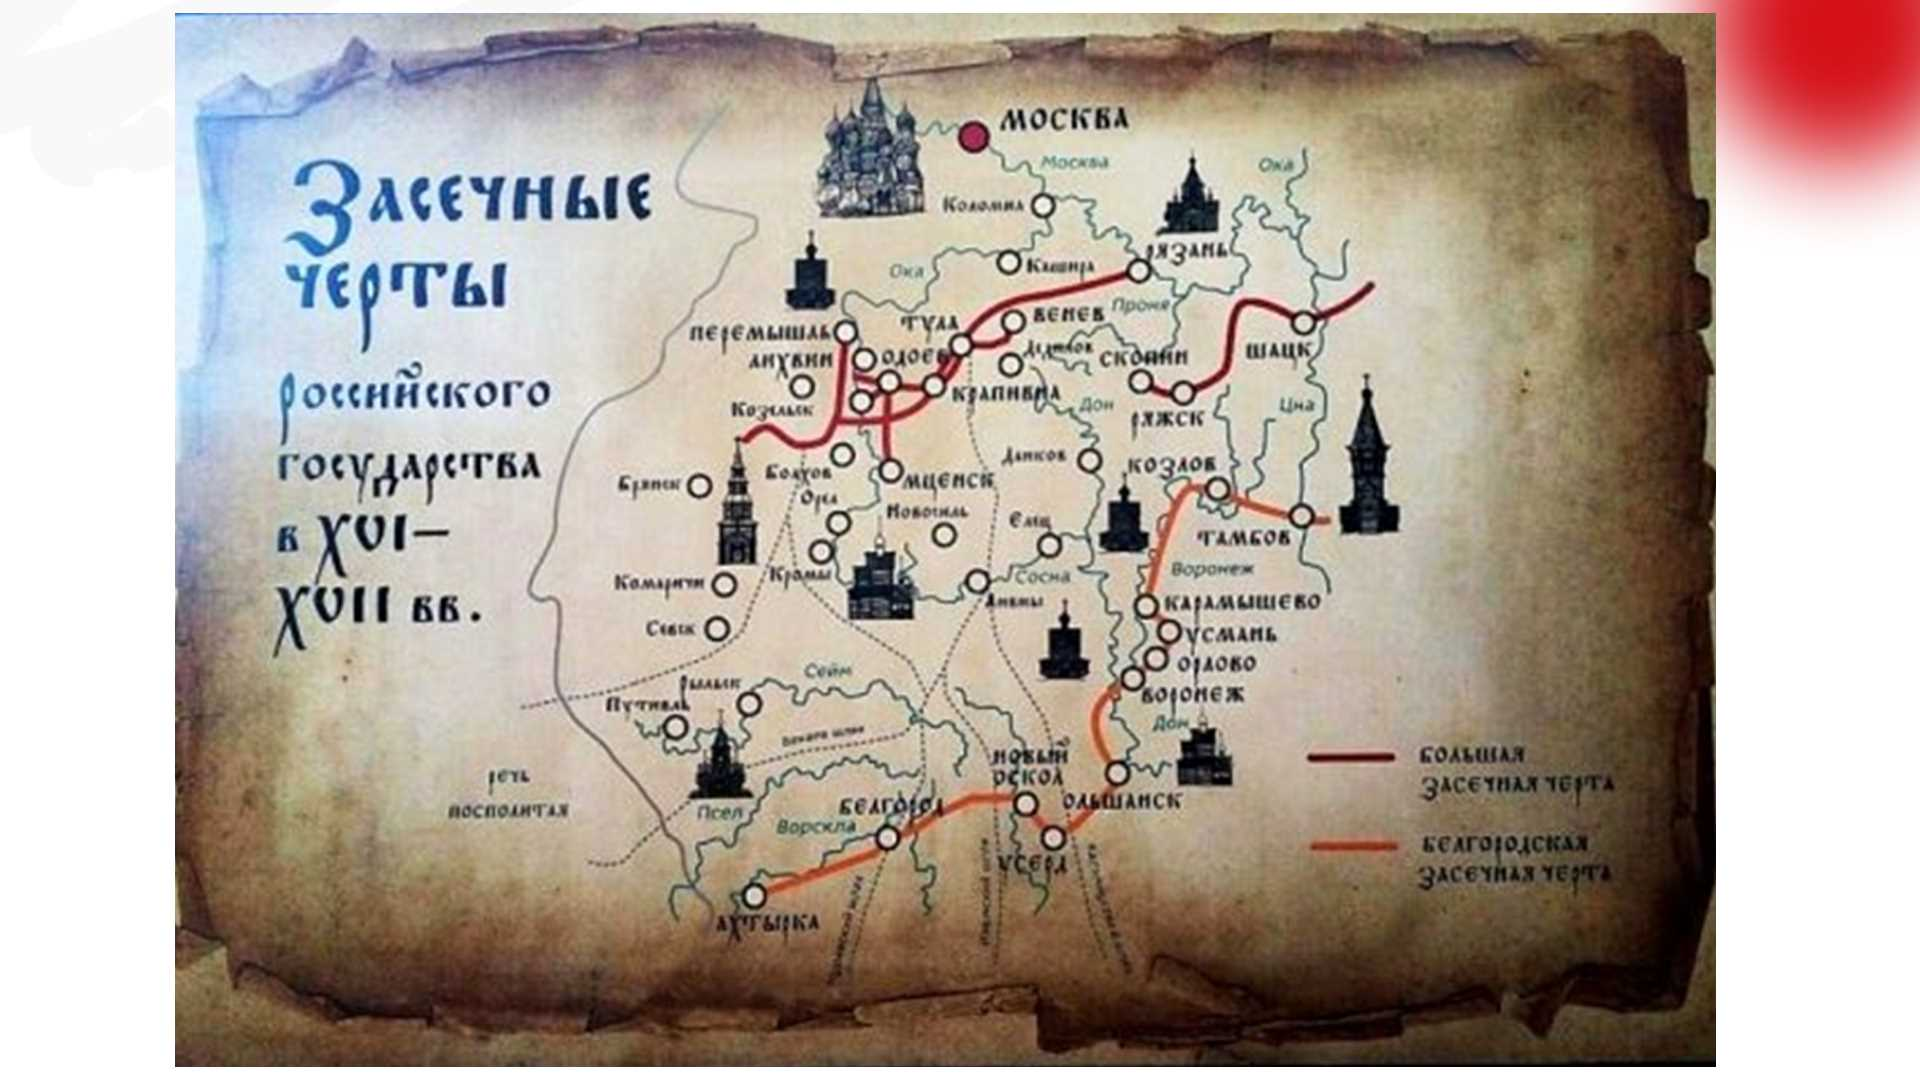 Засечные
черты
российского
государства
в XVI–
XVII вв.
МОСКВА
Москва
Ока
Коломна
РЯЗАНЬ
Ока
Кашира
Проня
ВЕНЕВ
ТУЛА
ПЕРЕМЫШЛЬ
ЛИХВИН
ОДОЕВ
Дедилов
СКОПИН
ШАЦК
КРАПИВНА
Козельск
Дон
РЯЖСК
Цна
Брянск
Болхов
МЦЕНСК
Данков
КОЗЛОВ
Орел
Новосиль
Елец
ТАМБОВ
Кромы
Сосна
Воронеж
Комаричи
Ливны
КАРАМЫШЕВО
Севск
УСМАНЬ
ОРЛОВО
Сейм
Рыльск
ВОРОНЕЖ
Путивль
Дон
НОВЫЙ
ОСКОЛ
РЕЧЬ
ПОСПОЛИТАЯ
Псел
БЕЛГОРОД
ОЛЬШАНСК
Ворскла
УСЕРД
АХТЫРКА
БОЛЬШАЯ
ЗАСЕЧНАЯ ЧЕРТА
БЕЛГОРОДСКАЯ
ЗАСЕЧНАЯ ЧЕРТА